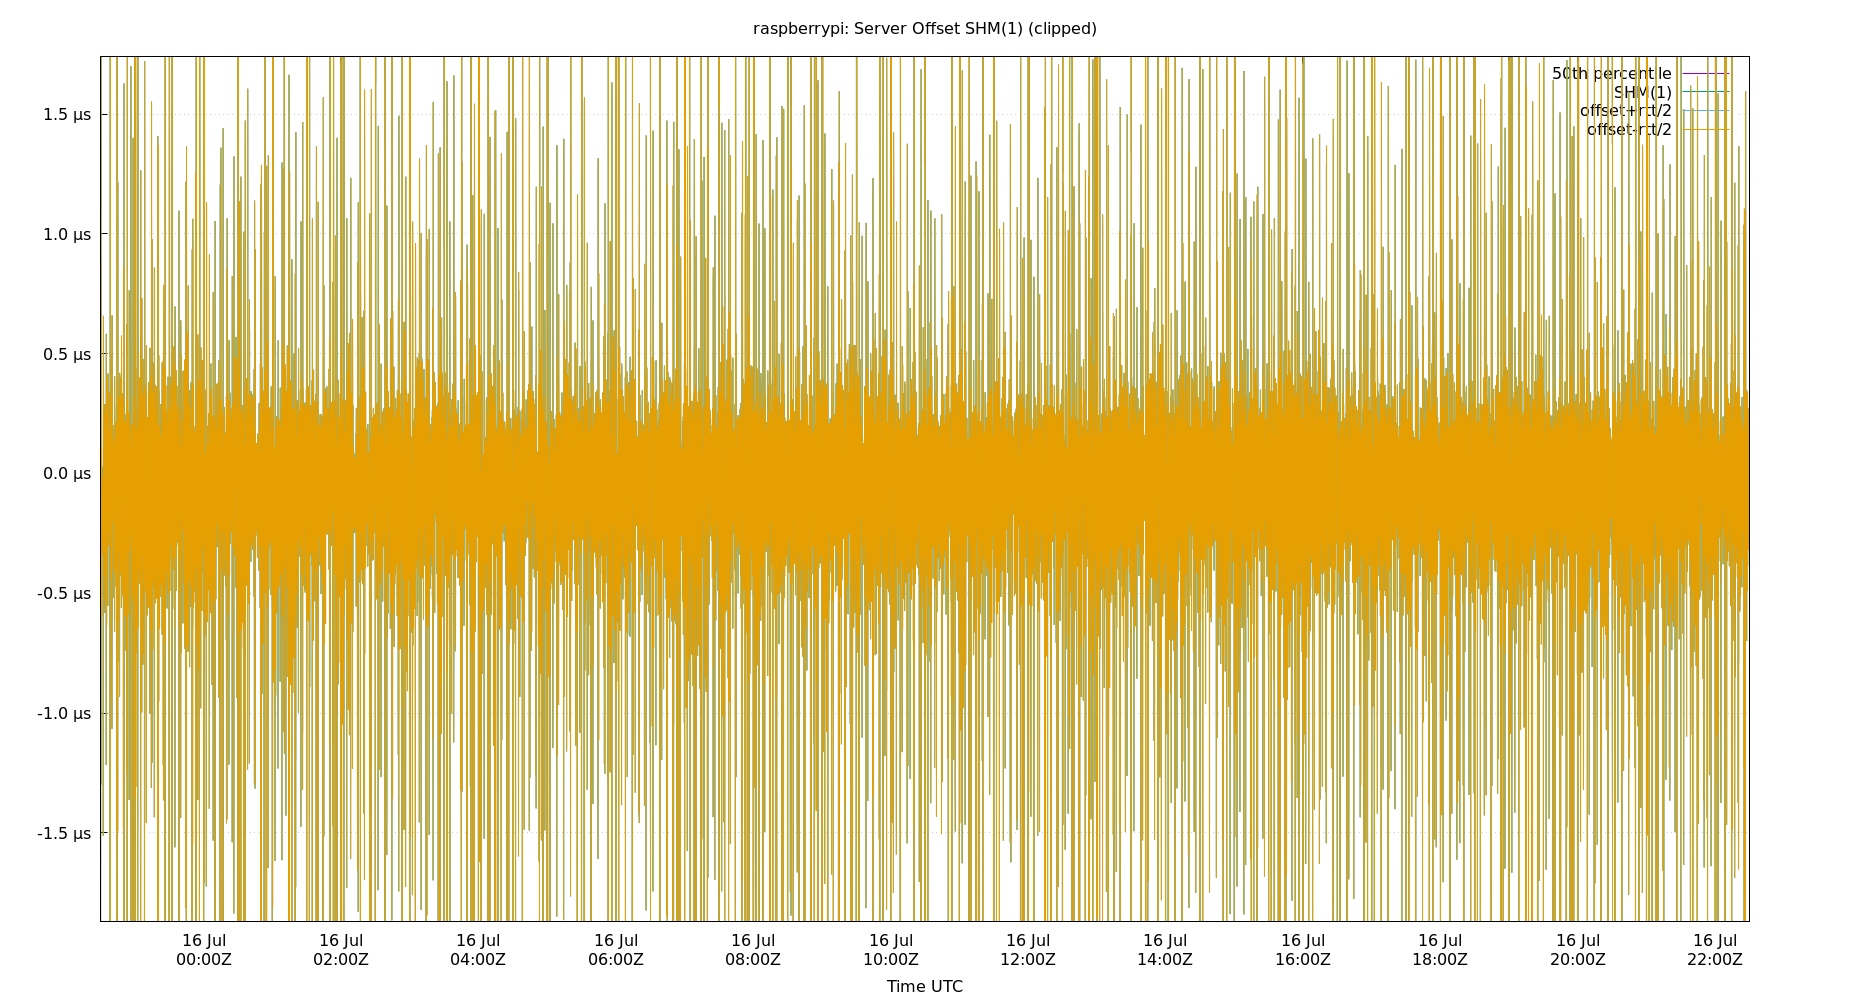 raspberrypi: Server Offset SHM(1) (clipped)
50th percentile
SHM(1)
offset+rtt/2
offset-rtt/2
1.5 µs
1.0 µs
0.5 µs
0.0 µs
-0.5 µs
-1.0 µs
-1.5 µs
16 Jul 16 Jul 16 Jul 16 Jul 16 Jul 16 Jul 16 Jul 16 Jul 16 Jul 16 Jul 16 Jul 16 Jul
00:00Z 02:00Z 04:00Z 06:00Z 08:00Z 10:00Z 12:00Z 14:00Z 16:00Z 18:00Z 20:00Z 22:00Z
Time UTC